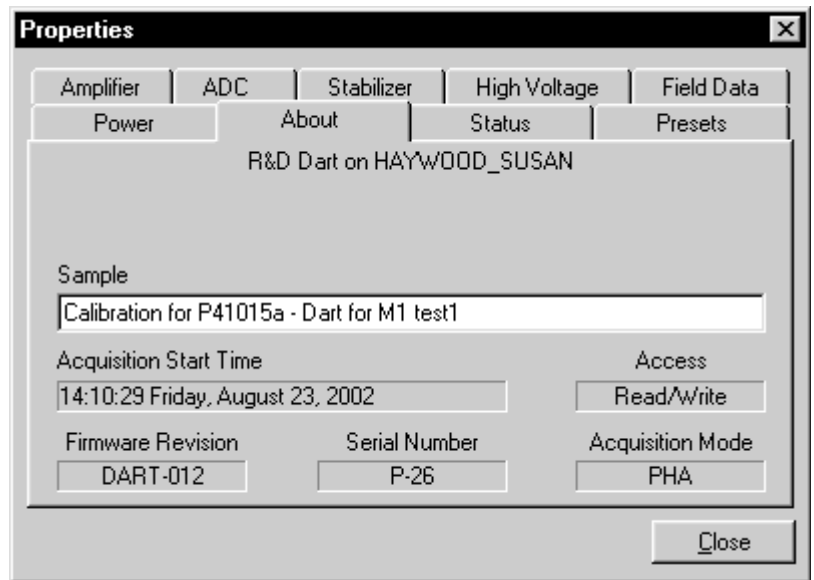 Properties
Amplifier ADC Stabilizer High Voltage Field Data
Power About Status Presets
R&D Dart on HAYWOOD_SUSAN
Sample
Calibration for P41015a - Dart for M1 test1
Acquisition Start Time Access
14:10:29 Friday, August 23, 2002 Read/Write
Firmware Revision Serial Number Acquisition Mode
DART-012 P-26 PHA
Close